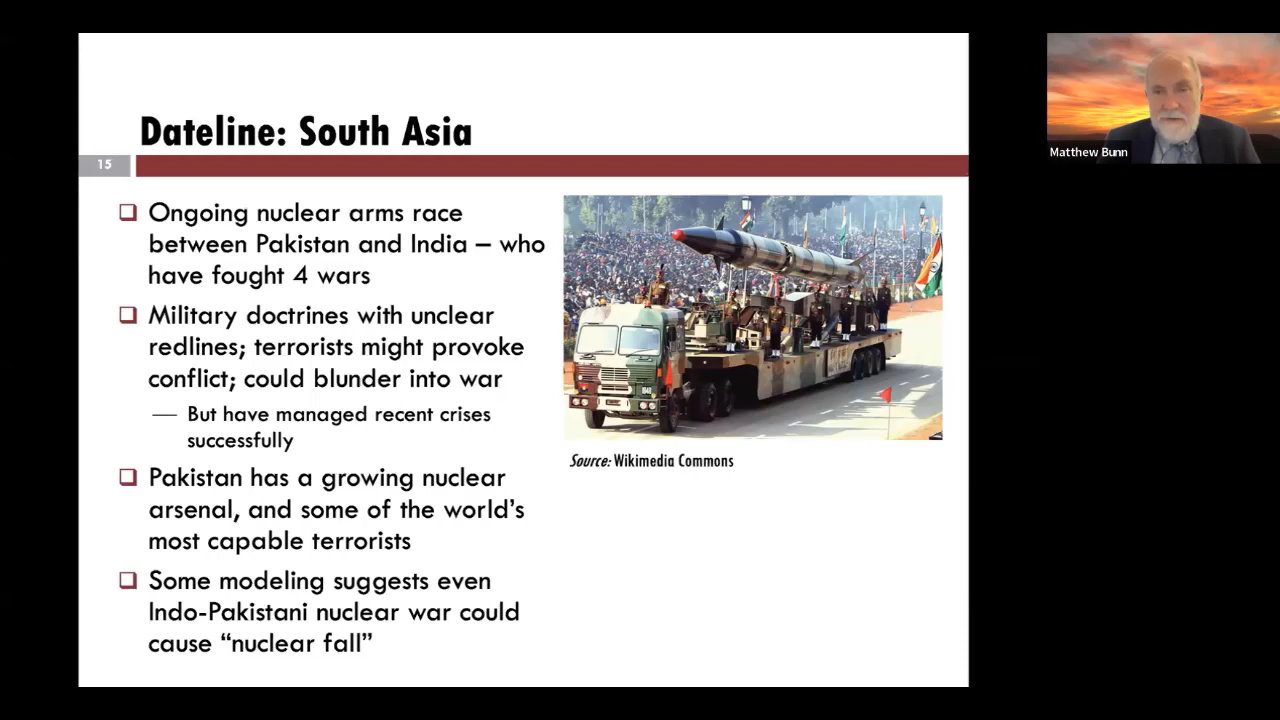 Dateline: South Asia
15
Ongoing nuclear arms race
between Pakistan and India – who
have fought 4 wars
Military doctrines with unclear
redlines; terrorists might provoke
conflict; could blunder into war
— But have managed recent crises
successfully
Pakistan has a growing nuclear
arsenal, and some of the world’s
most capable terrorists
Some modeling suggests even
Indo-Pakistani nuclear war could
cause “nuclear fall”
Source: Wikimedia Commons
Matthew Bunn